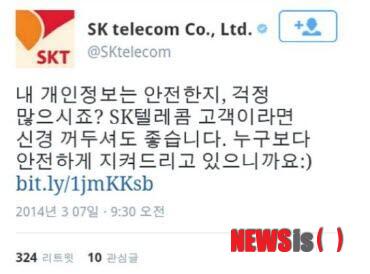 SK telecom Co., Ltd.
@SKtelecom
SKT
내 개인정보는 안전한지, 걱정
많으시죠? SK텔레콤 고객이라면
신경 꺼두셔도 좋습니다. 누구보다
안전하게 지켜드리고 있으니까요:)
bit.ly/1jmKKsb
2014년 3 07일 · 9:30 오전
324 리트윗 10 관심글
NEWSis( )